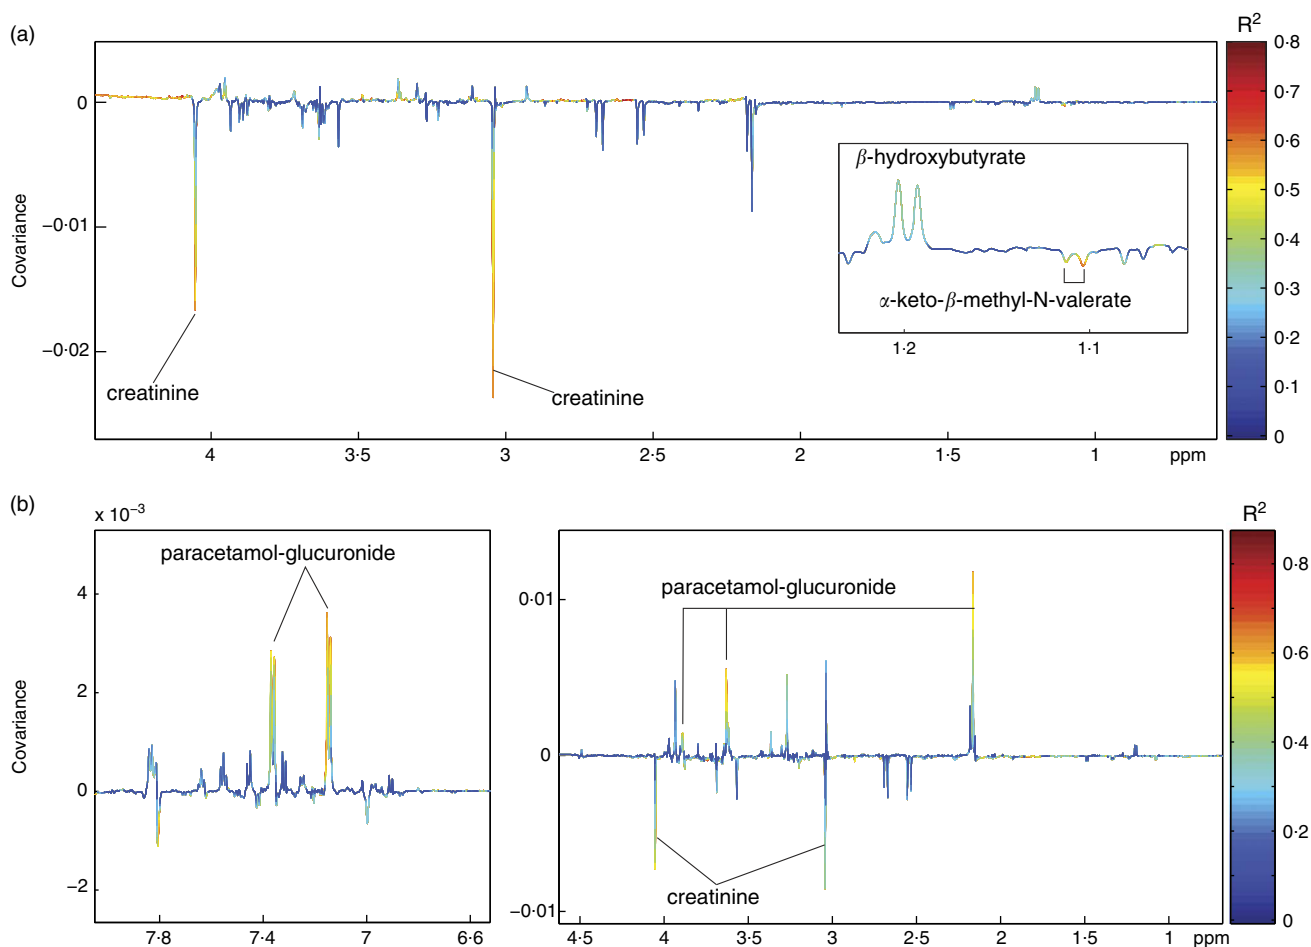 (a)
R²
0
−0·01
−0·02
Covariance
creatinine
creatinine
β-hydroxybutyrate
α-keto-β-methyl-N-valerate
1·2 1·1
4 3·5 3 2·5 2 1·5 1 ppm
0·8
0·7
0·6
0·5
0·4
0·3
0·2
0·1
0
(b)
x 10⁻³
paracetamol-glucuronide
4
2
0
−2
Covariance
7·8 7·4 7 6·6
paracetamol-glucuronide
0·01
0
−0·01
creatinine
4·5 4 3·5 3 2·5 2 1·5 1 ppm
R²
0·8
0·6
0·4
0·2
0